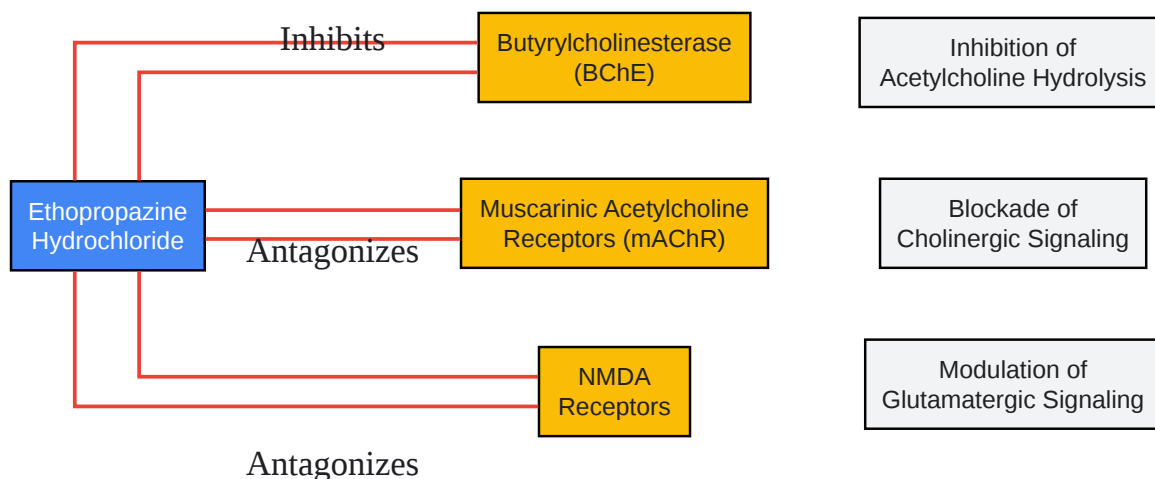 Inhibits
Butyrylcholinesterase
(BChE)
Inhibition of
Acetylcholine Hydrolysis
Ethopropazine
Hydrochloride
Antagonizes
Muscarinic Acetylcholine
Receptors (mAChR)
Blockade of
Cholinergic Signaling
NMDA
Receptors
Modulation of
Glutamatergic Signaling
Antagonizes